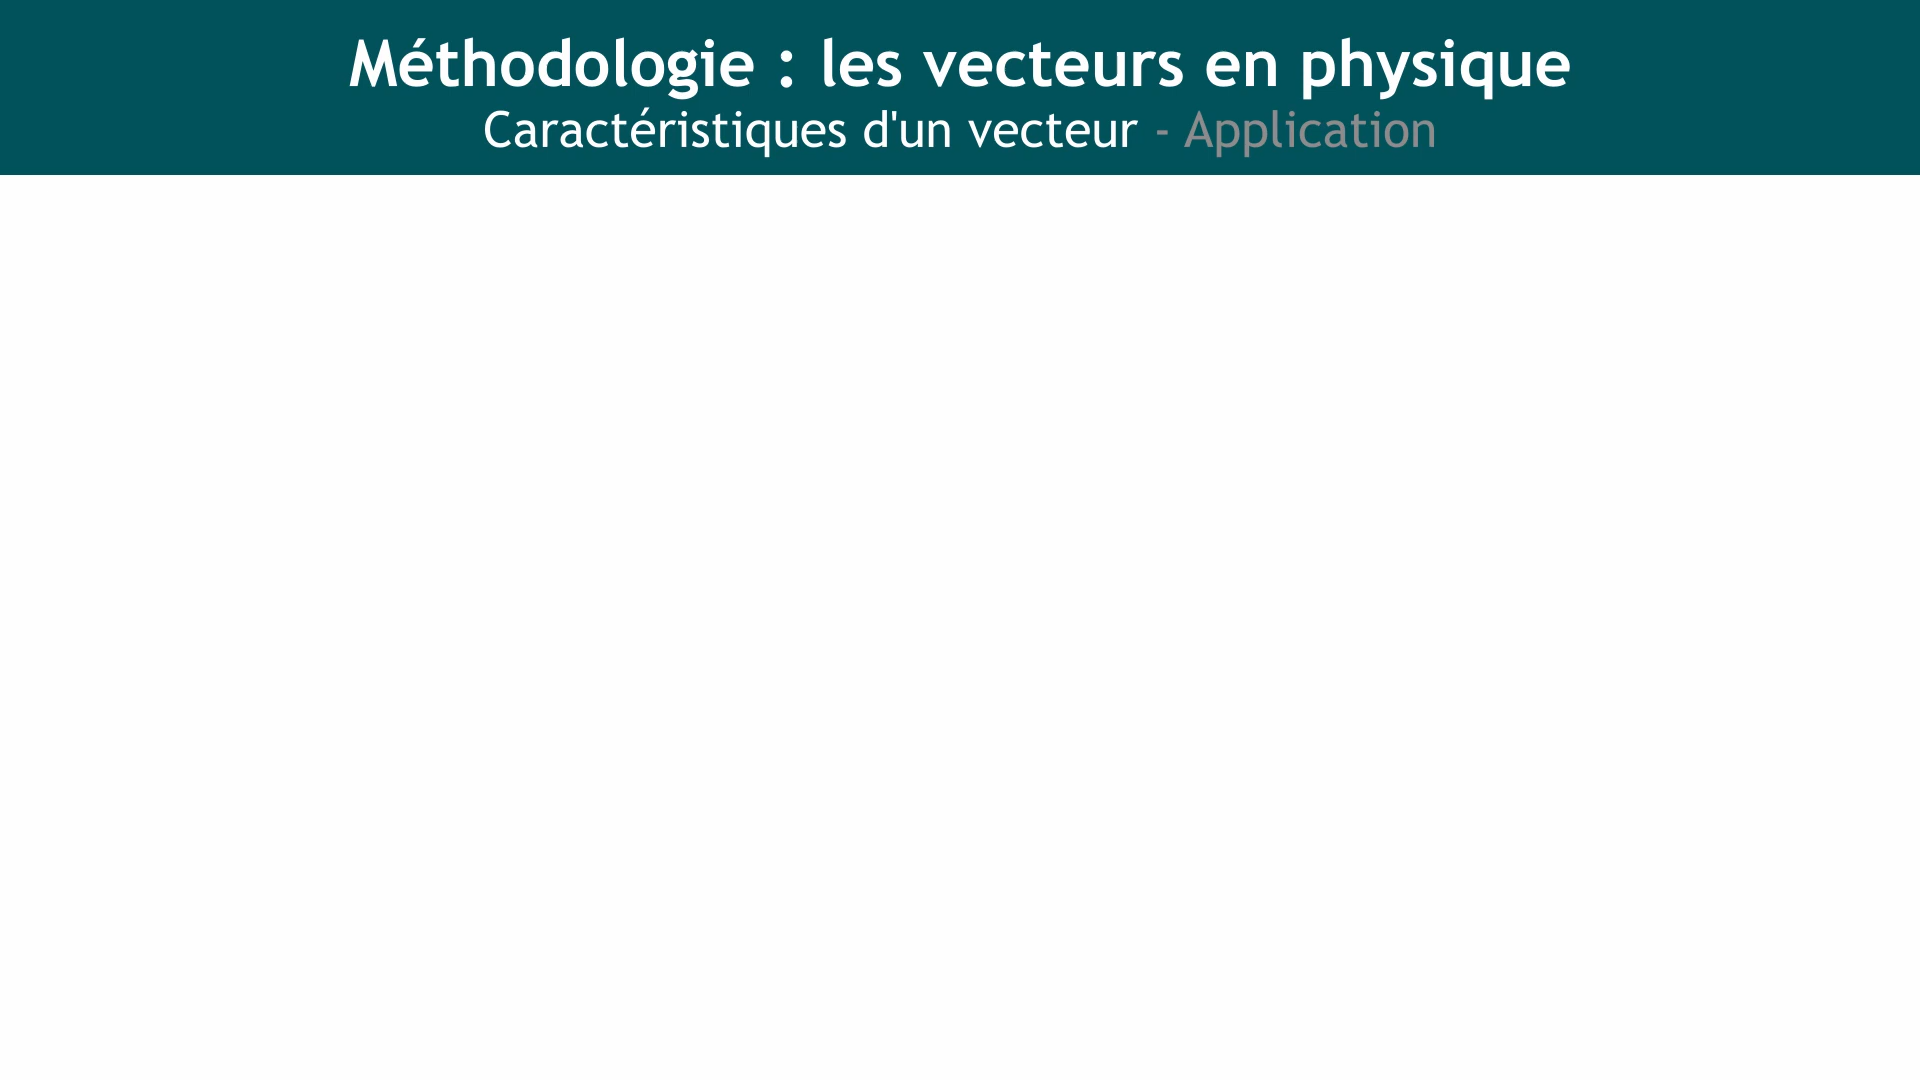 Méthodologie : les vecteurs en physique
Caractéristiques d'un vecteur - Application